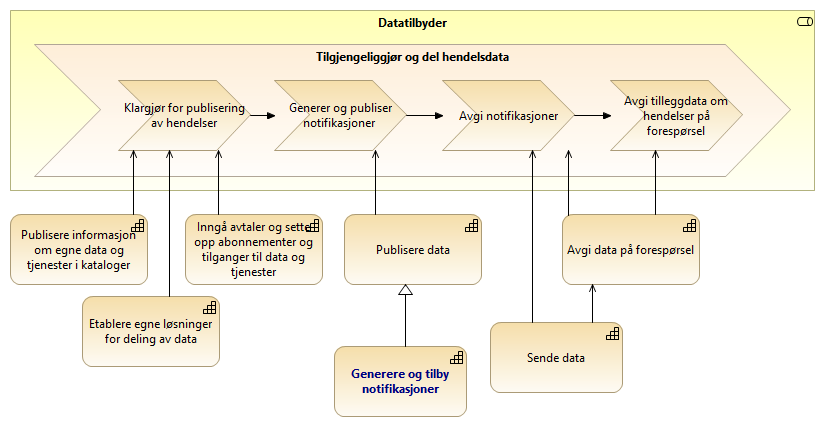 Datatilbyder
Tilgjengeliggjør og del hendelsdata
Klargjør for publisering
av hendelser
Generer og publiser
notifikasjoner
Avgi notifikasjoner
Avgi tilleggdata om
hendelser på
forespørsel
Publisere informasjon
om egne data og
tjenester i kataloger
Inngå avtaler og sette
opp abonnementer og
tilganger til data og
tjenester
Publisere data
Avgi data på forespørsel
Etablere egne løsninger
for deling av data
Sende data
Generere og tilby
notifikasjoner